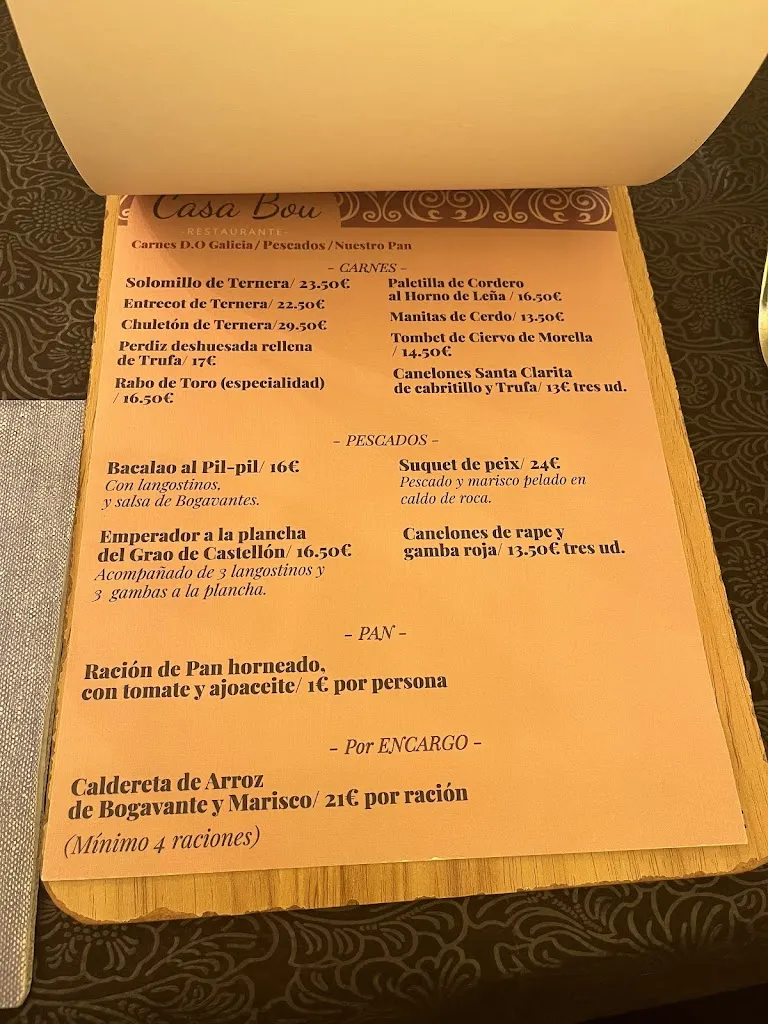 Casa Bou
-RESTAURANTE-
Carnes D.O Galicia / Pescados / Nuestro Pan
- CARNES -
Solomillo de Ternera/ 23.50€
Entrecot de Ternera/ 22.50€
Chuletón de Ternera/29.50€
Perdiz deshuesada rellena
de Trufa/ 17€
Rabo de Toro (especialidad)
/ 16.50€
Paletilla de Cordero
al Horno de Leña / 16.50€
Manitas de Cerdo/ 13.50€
Tombet de Ciervo de Morella
/ 14.50€
Canelones Santa Clarita
de cabritillo y Trufa/ 13€ tres ud.
- PESCADOS -
Bacalao al Pil-pil/ 16€
Con langostinos,
y salsa de Bogavantes.
Emperador a la plancha
del Grao de Castellón/ 16.50€
Acompañado de 3 langostinos y
3 gambas a la plancha.
Suquet de peix/ 24€
Pescado y marisco pelado en
caldo de roca.
Canelones de rape y
gamba roja/ 13.50€ tres ud.
- PAN -
Ración de Pan horneado,
con tomate y ajoaceite/ 1€ por persona
- Por ENCARGO -
Caldereta de Arroz
de Bogavante y Marisco/ 21€ por ración
(Mínimo 4 raciones)